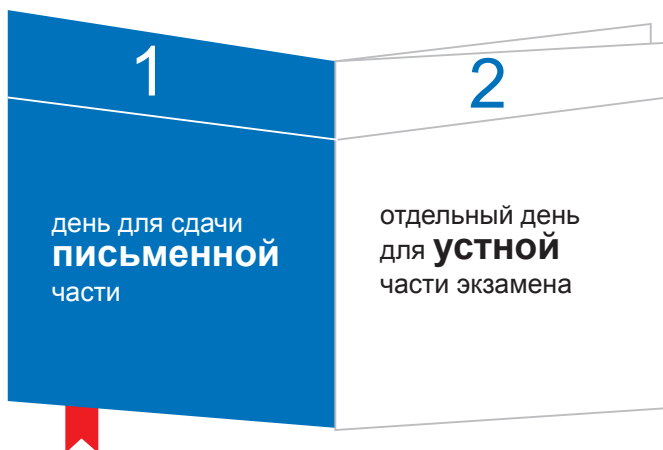 1
день для сдачи
письменной
части
2
отдельный день
для устной
части экзамена